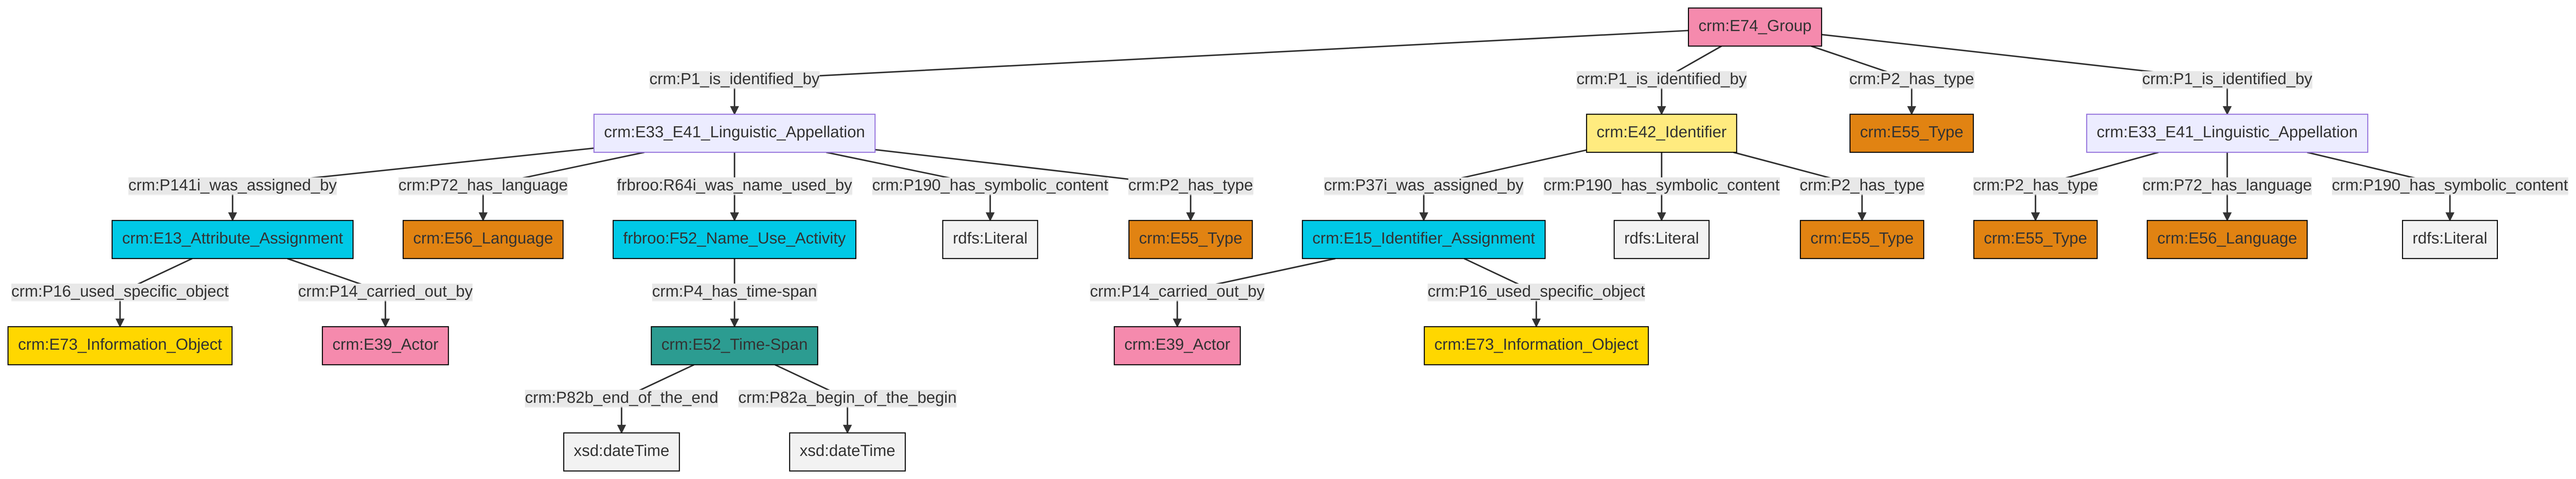 crm:E74_Group
crm:P1_is_identified_by
crm:P1_is_identified_by
crm:P2_has_type
crm:P1_is_identified_by
crm:E33_E41_Linguistic_Appellation
crm:E42_Identifier
crm:E55_Type
crm:E33_E41_Linguistic_Appellation
crm:P141i_was_assigned_by
crm:P72_has_language
frbroo:R64i_was_name_used_by
crm:P190_has_symbolic_content
crm:P2_has_type
crm:P37i_was_assigned_by
crm:P190_has_symbolic_content
crm:P2_has_type
crm:P2_has_type
crm:P72_has_language
crm:P190_has_symbolic_content
crm:E13_Attribute_Assignment
crm:E56_Language
frbroo:F52_Name_Use_Activity
rdfs:Literal
crm:E55_Type
crm:E15_Identifier_Assignment
rdfs:Literal
crm:E55_Type
crm:E55_Type
crm:E56_Language
rdfs:Literal
crm:P16_used_specific_object
crm:P14_carried_out_by
crm:P4_has_time-span
crm:P14_carried_out_by
crm:P16_used_specific_object
crm:E73_Information_Object
crm:E39_Actor
crm:E52_Time-Span
crm:E39_Actor
crm:E73_Information_Object
crm:P82b_end_of_the_end
crm:P82a_begin_of_the_begin
xsd:dateTime
xsd:dateTime